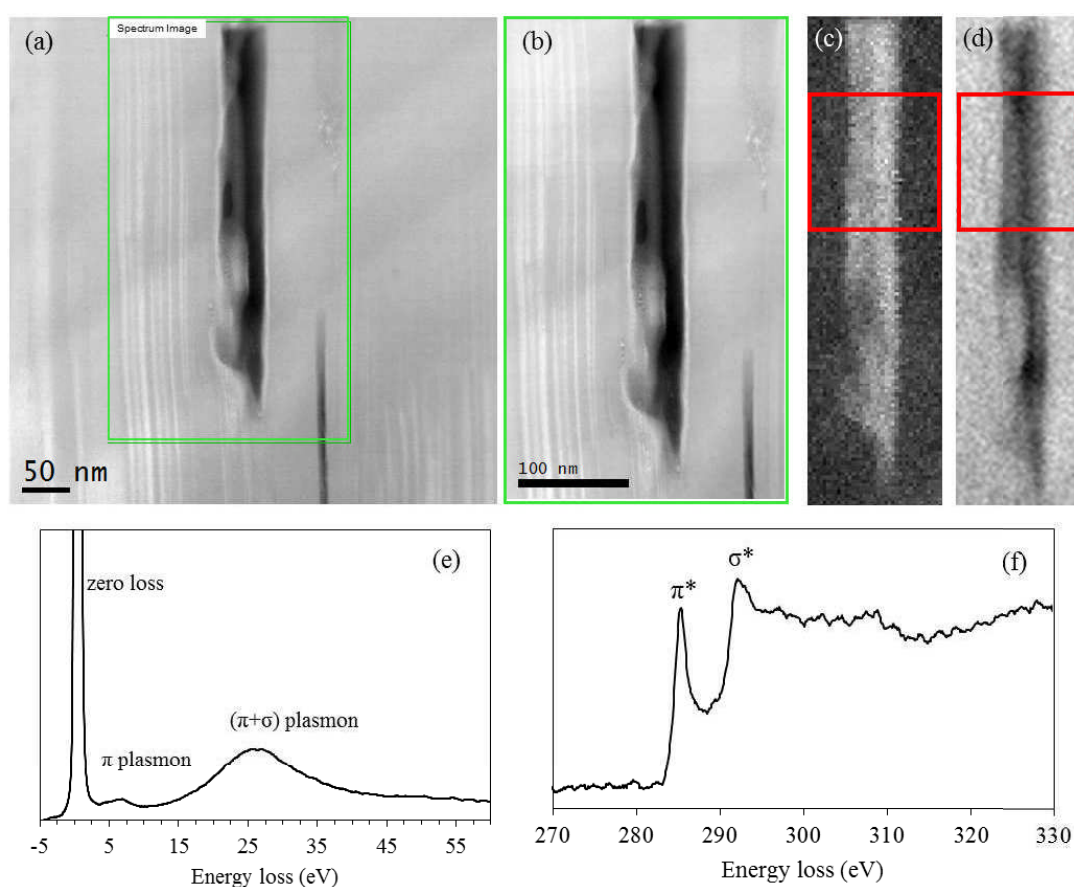 (a)
Spectrum Image
50 nm
(b)
100 nm
(c)
(d)
(e)
zero loss
(π+σ) plasmon
π plasmon
-5 5 15 25 35 45 55
Energy loss (eV)
(f)
σ*
π*
270 280 290 300 310 320 330
Energy loss (eV)